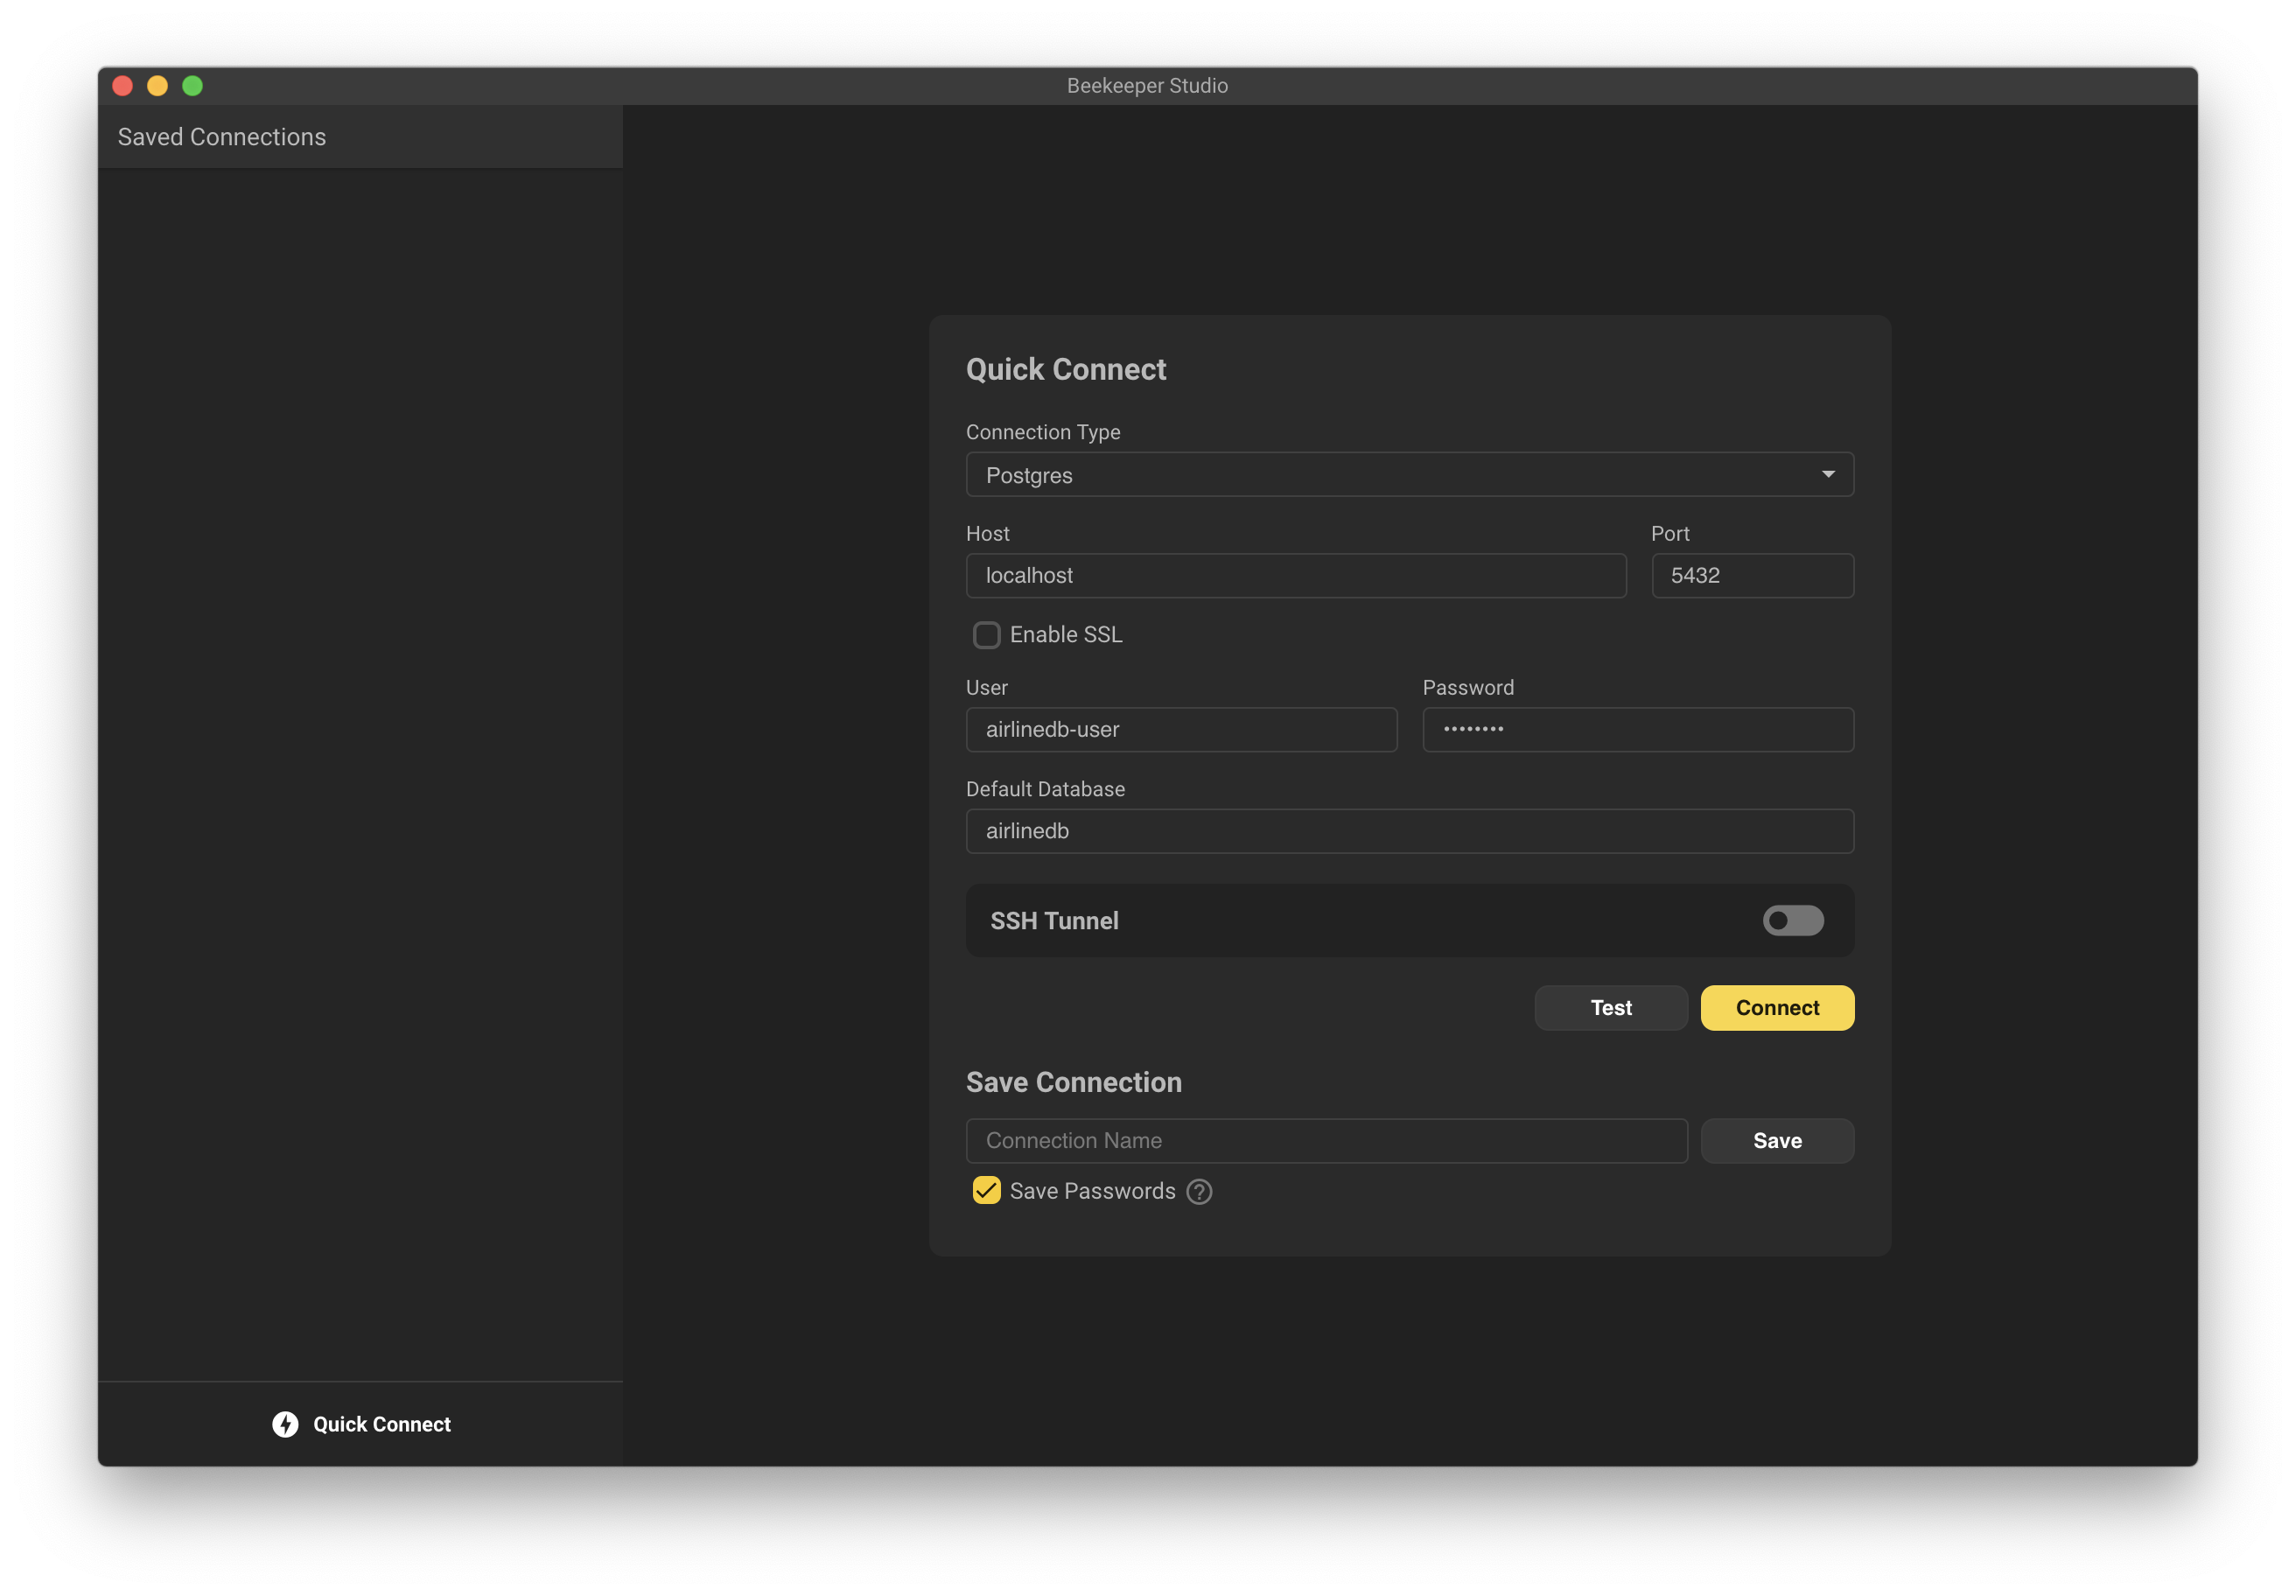 Beekeeper Studio
Saved Connections
Quick Connect
Connection Type
Postgres
Host Port
localhost 5432
Enable SSL
User Password
airlinedb-user ••••••••
Default Database
airlinedb
SSH Tunnel
Test Connect
Save Connection
Connection Name Save
Save Passwords ?
Quick Connect